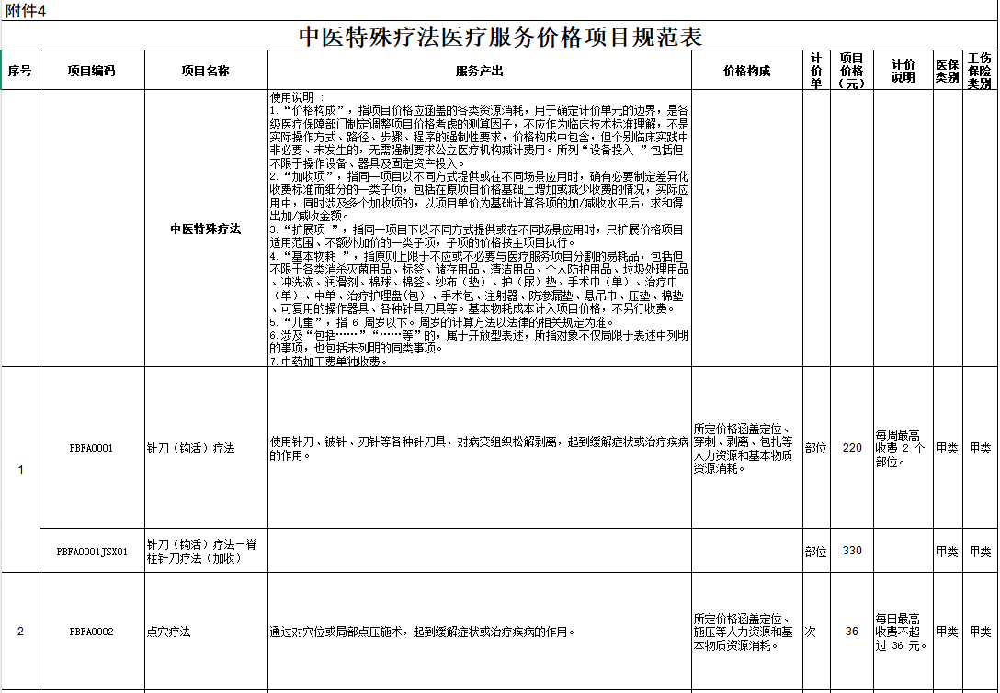 附件4
中医特殊疗法医疗服务价格项目规范表
序号
项目编码
项目名称
服务产出
价格构成
计
价
单
项目
价格
（元）
计价
说明
医保
类别
工伤
保险
类别
中医特殊疗法
使用说明 ：
1.“价格构成”，指项目价格应涵盖的各类资源消耗，用于确定计价单元的边界，是各
级医疗保障部门制定调整项目价格考虑的测算因子，不应作为临床技术标准理解，不是
实际操作方式、路径、步骤、程序的强制性要求，价格构成中包含，但个别临床实践中
非必要、未发生的，无需强制要求公立医疗机构减计费用。所列“设备投入 ”包括但
不限于操作设备、器具及固定资产投入。
2.“加收项”，指同一项目以不同方式提供或在不同场景应用时，确有必要制定差异化
收费标准而细分的一类子项，包括在原项目价格基础上增加或减少收费的情况，实际应
用中，同时涉及多个加收项的，以项目单价为基础计算各项的加/减收水平后，求和得
出加/减收金额。
3.“扩展项 ”，指同一项目下以不同方式提供或在不同场景应用时，只扩展价格项目
适用范围、不额外加价的一类子项，子项的价格按主项目执行。
4.“基本物耗 ”，指原则上限于不应或不必要与医疗服务项目分割的易耗品，包括但
不限于各类消杀灭菌用品、标签、储存用品、清洁用品、个人防护用品、垃圾处理用品
、冲洗液、润滑剂、棉球、棉签、纱布（垫）、护（尿）垫、手术巾（单）、治疗巾
（单）、中单、治疗护理盘(包）、手术包、注射器、防渗漏垫、悬吊巾、压垫、棉垫
、可复用的操作器具、各种针具刀具等。基本物耗成本计入项目价格，不另行收费。
5.“儿童”，指 6 周岁以下。周岁的计算方法以法律的相关规定为准。
6.涉及“包括……”“……等”的，属于开放型表述，所指对象不仅局限于表述中列明
的事项，也包括未列明的同类事项。
7.中药加工费单独收费。
1
PBFA0001
针刀（钩活）疗法
使用针刀、铍针、刃针等各种针刀具，对病变组织松解剥离，起到缓解症状或治疗疾病
的作用。
所定价格涵盖定位、
穿刺、剥离、包扎等
人力资源和基本物质
资源消耗。
部位
220
每周最高
收费 2 个
部位。
甲类
甲类
PBFA0001JSX01
针刀（钩活）疗法—脊
柱针刀疗法（加收）
部位
330
甲类
甲类
2
PBFA0002
点穴疗法
通过对穴位或局部点压施术，起到缓解症状或治疗疾病的作用。
所定价格涵盖定位、
施压等人力资源和基
本物质资源消耗。
次
36
每日最高
收费不超
过 36 元。
甲类
甲类